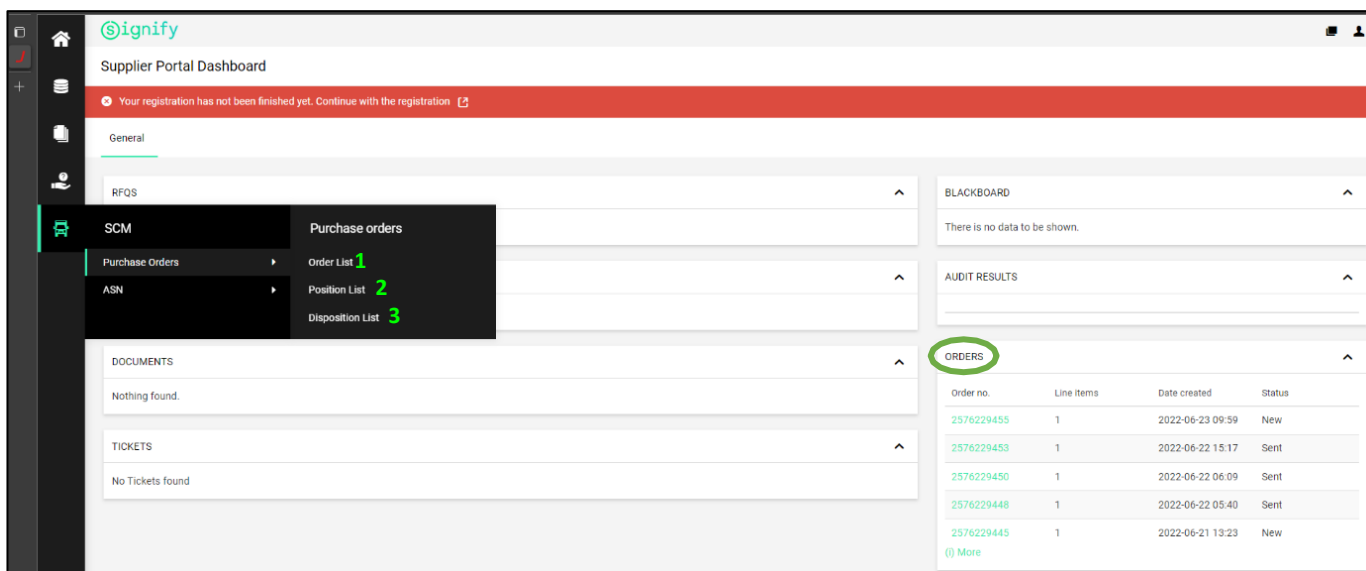 signify
Supplier Portal Dashboard
Your registration has not been finished yet. Continue with the registration
General
RFQS
BLACKBOARD
There is no data to be shown.
SCM
Purchase orders
Purchase Orders
Order List 1
ASN
Position List 2
Disposition List 3
AUDIT RESULTS
DOCUMENTS
Nothing found.
TICKETS
No Tickets found
ORDERS
Order no. Line items Date created Status
2576229455 1 2022-06-23 09:59 New
2576229453 1 2022-06-22 15:17 Sent
2576229450 1 2022-06-22 06:09 Sent
2576229448 1 2022-06-22 05:40 Sent
2576229445 1 2022-06-21 13:23 New
(i) More